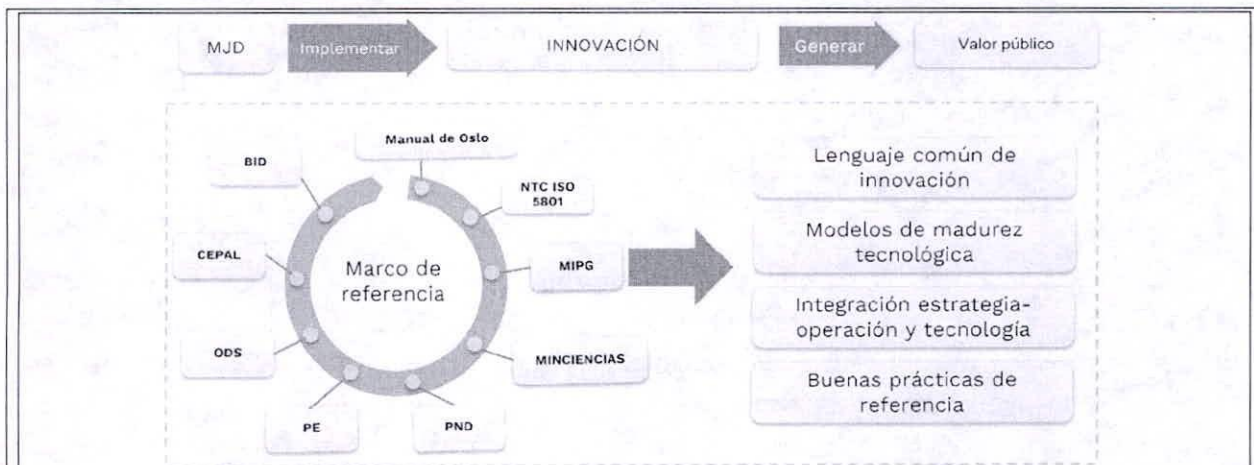 MJD
Implementar
INNOVACIÓN
Generar
Valor público
Manual de Oslo
BID
NTC ISO
5801
CEPAL
Marco de
referencia
MIPG
ODS
MINCIENCIAS
PE
PND
Lenguaje común de
innovación
Modelos de madurez
tecnológica
Integración estrategia-
operación y tecnología
Buenas prácticas de
referencia